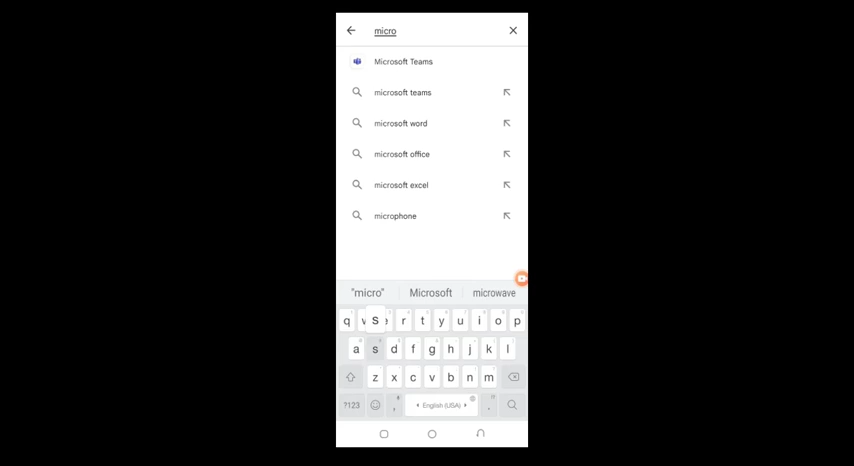 micro
Microsoft Teams
microsoft teams
microsoft word
microsoft office
microsoft excel
microphone
"micro" Microsoft microwave
q w s e r t y u i o p
a s d f g h j k l
z x c v b n m
?123 , English (USA) .